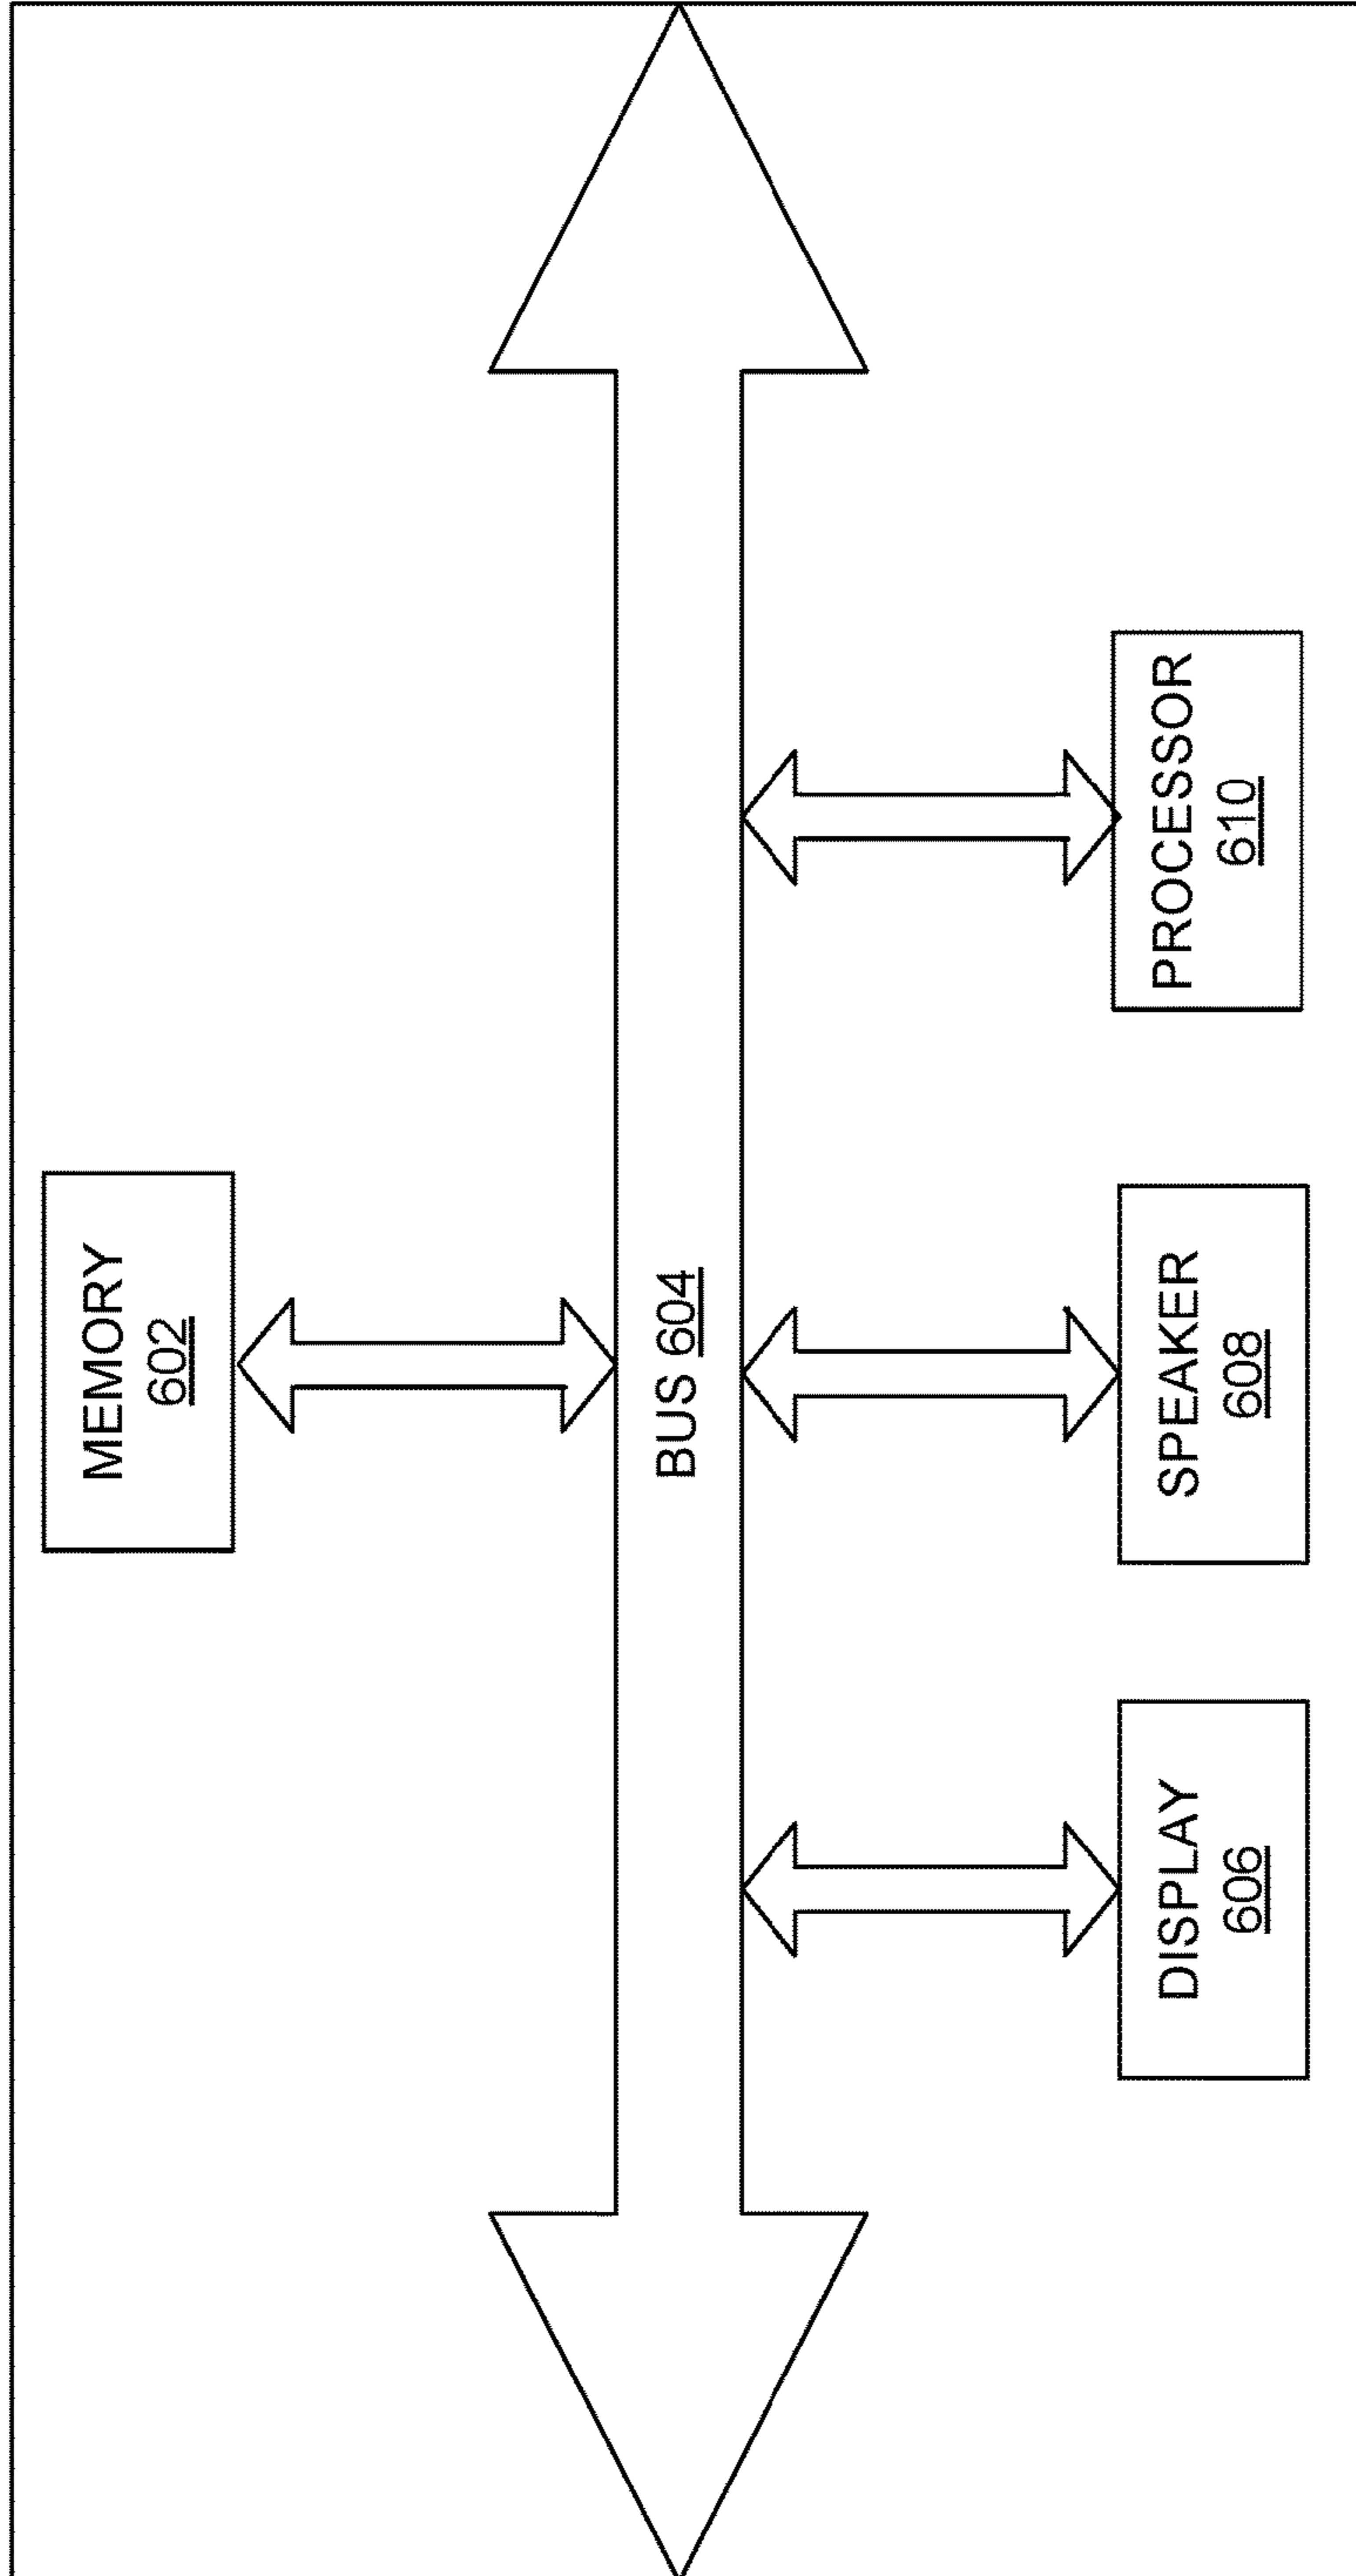 MEMORY
602
BUS 604
DISPLAY
606
SPEAKER
608
PROCESSOR
610